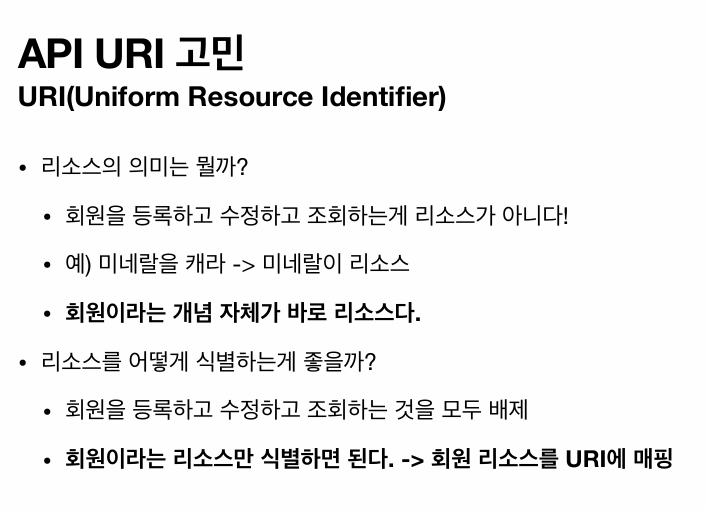 API URI 고민
URI(Uniform Resource Identifier)
• 리소스의 의미는 뭘까?
• 회원을 등록하고 수정하고 조회하는게 리소스가 아니다!
• 예) 미네랄을 캐라 -> 미네랄이 리소스
• 회원이라는 개념 자체가 바로 리소스다.
• 리소스를 어떻게 식별하는게 좋을까?
• 회원을 등록하고 수정하고 조회하는 것을 모두 배제
• 회원이라는 리소스만 식별하면 된다. -> 회원 리소스를 URI에 매핑